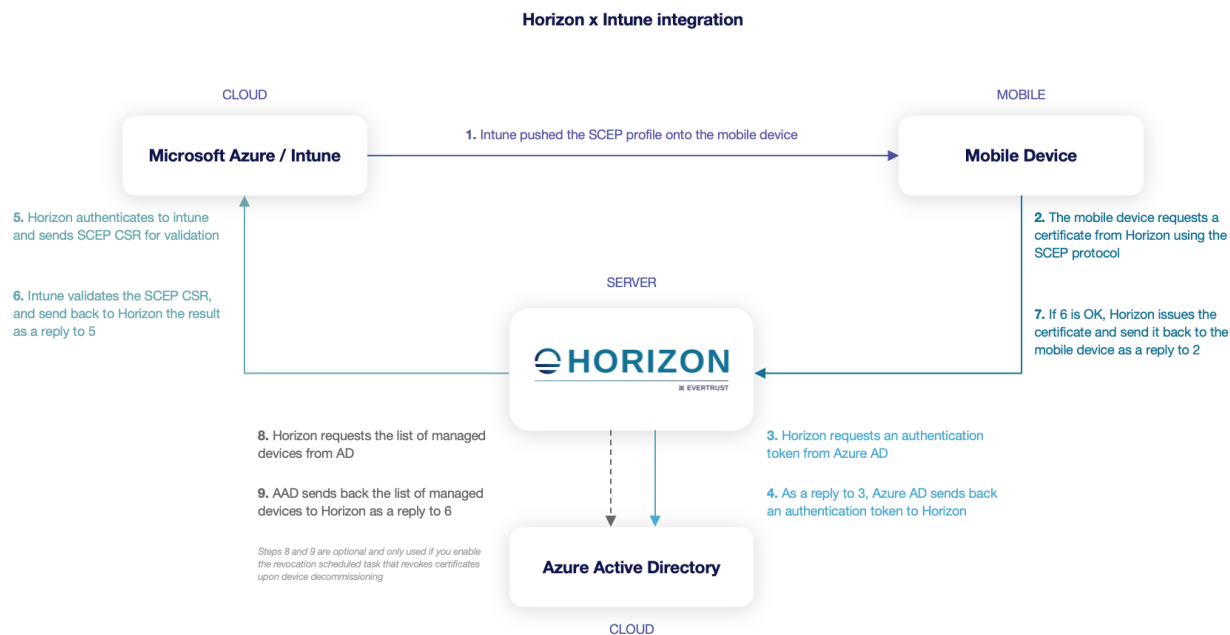 Horizon x Intune integration
CLOUD
MOBILE
Microsoft Azure / Intune
1. Intune pushed the SCEP profile onto the mobile device
Mobile Device
5. Horizon authenticates to intune
and sends SCEP CSR for validation
2. The mobile device requests a
certificate from Horizon using the
SCEP protocol
6. Intune validates the SCEP CSR,
and send back to Horizon the result
as a reply to 5
SERVER
7. If 6 is OK, Horizon issues the
certificate and send it back to the
mobile device as a reply to 2
HORIZON
EVERTRUST
8. Horizon requests the list of managed
devices from AD
3. Horizon requests an authentication
token from Azure AD
9. AAD sends back the list of managed
devices to Horizon as a reply to 6
4. As a reply to 3, Azure AD sends back
an authentication token to Horizon
Steps 8 and 9 are optional and only used if you enable
the revocation scheduled task that revokes certificates
upon device decommissioning
Azure Active Directory
CLOUD